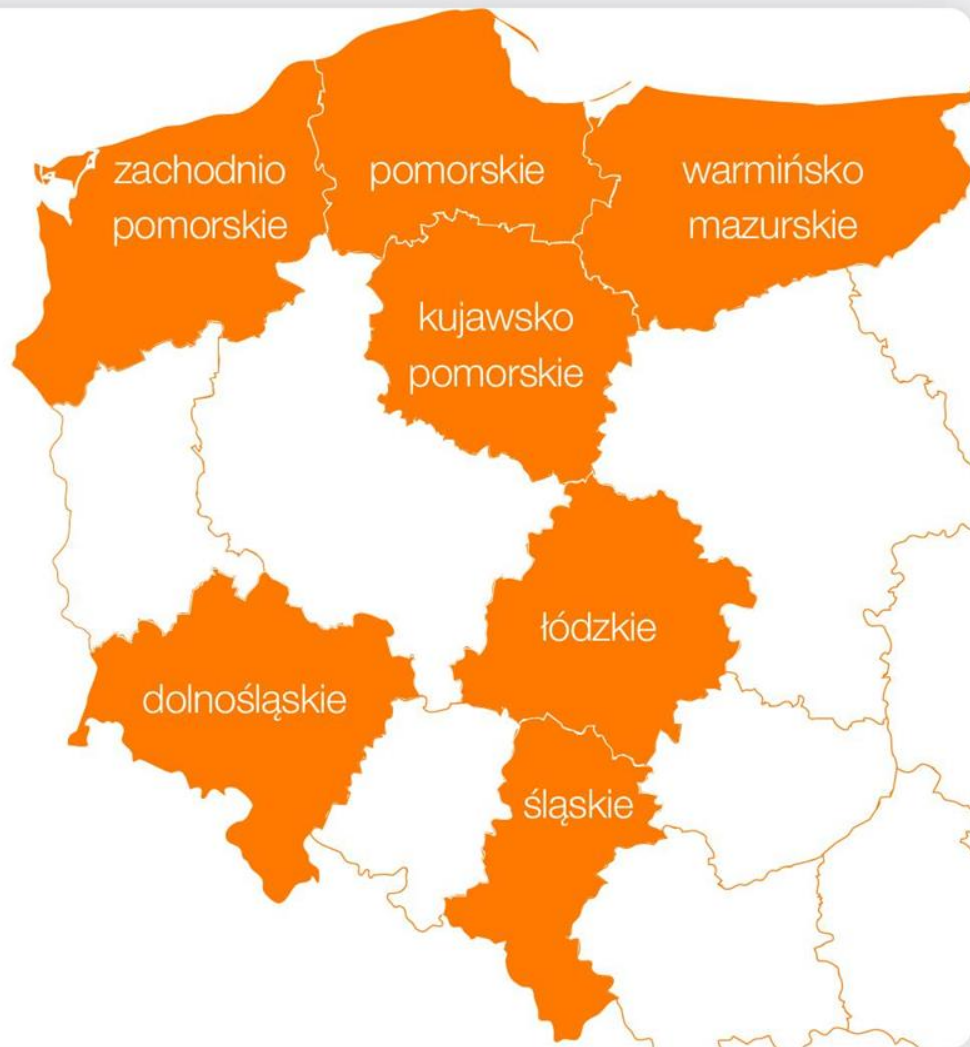 zachodnio
pomorskie
pomorskie
warmińsko
mazurskie
kujawsko
pomorskie
łódzkie
dolnośląskie
śląskie